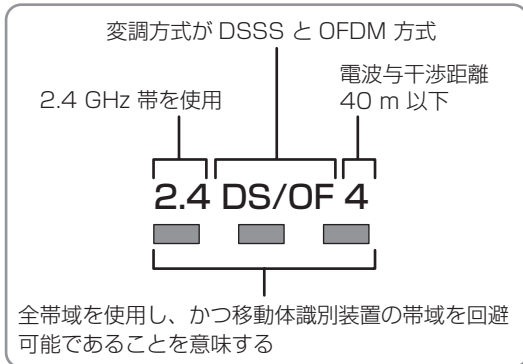 変調方式が DSSS と OFDM 方式
電波与干渉距離
40 m 以下
2.4 GHz 帯を使用
2.4 DS/OF 4
全帯域を使用し、かつ移動体識別装置の帯域を回避
可能であることを意味する